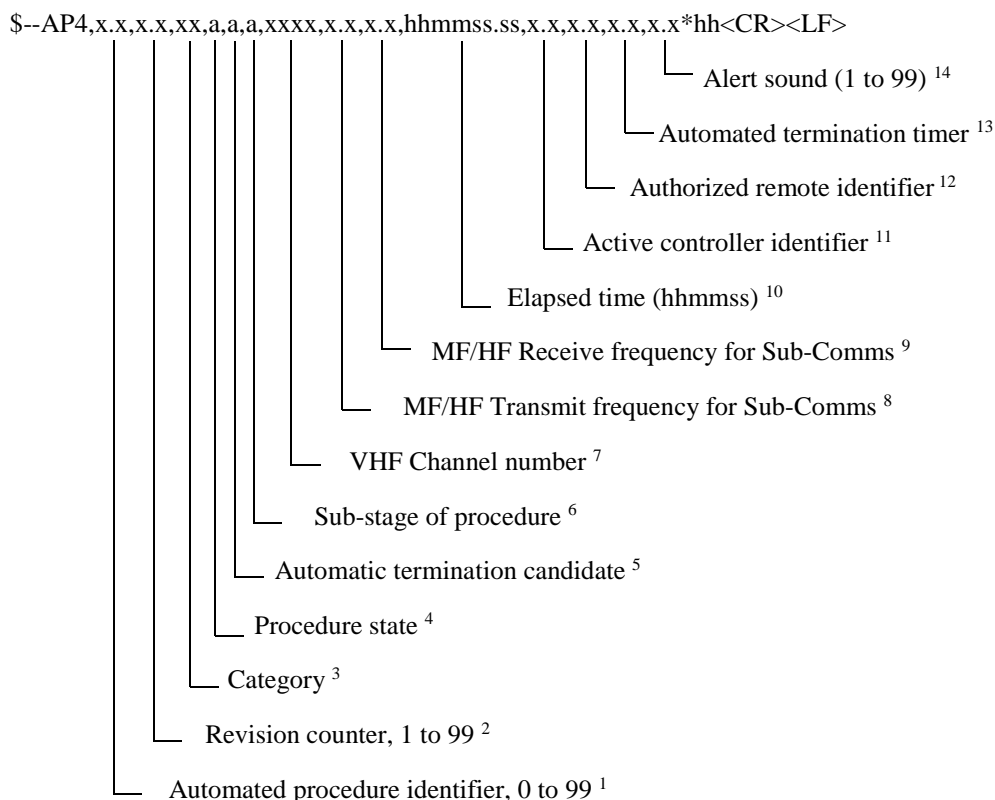 $--AP4,x.x,x.x,xx,a,a,a,xxxx,x.x,x.x,hhmmss.ss,x.x,x.x,x.x,x.x*hh<CR><LF>
Alert sound (1 to 99) 14
Automated termination timer 13
Authorized remote identifier 12
Active controller identifier 11
Elapsed time (hhmmss) 10
MF/HF Receive frequency for Sub-Comms 9
MF/HF Transmit frequency for Sub-Comms 8
VHF Channel number 7
Sub-stage of procedure 6
Automatic termination candidate 5
Procedure state 4
Category 3
Revision counter, 1 to 99 2
Automated procedure identifier, 0 to 99 1